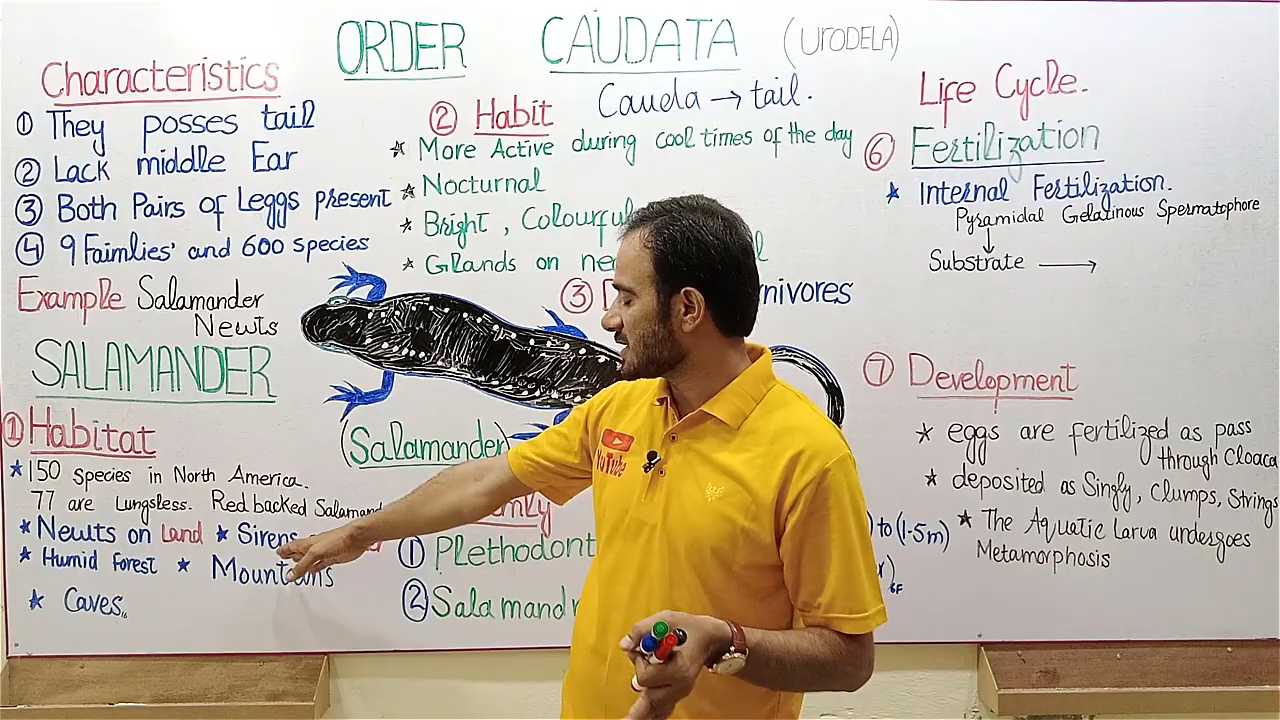 ORDER CAUDATA (URODELA)
Cauda → tail.
Characteristics
① They posses tail
② Lack middle Ear
③ Both Pairs of Leggs present
④ 9 Faimlies' and 600 species
Example Salamander
Newts
SALAMANDER
① Habitat
* 150 species in North America.
77 are Lungsless. Red backed Salamand
* Newts on Land * Sirens
* Humid Forest * Mountains
* Caves,,
② Habit
* More Active during cool times of the day
* Nocturnal
* Bright, Colourful
* Glands on
③
nivores
(Salamander)
mly
① Plethodont
② Salamand
) to (1-5m)
Life Cycle.
⑥ Fertilization
* Internal Fertilization.
Pyramidal Gelatinous Spermatophore
↓
Substrate →
⑦ Development
* eggs are fertilized as pass
through Cloaca
* deposited as Singly, Clumps, Strings
* The Aquatic Larva undergoes
Metamorphosis
YouTube